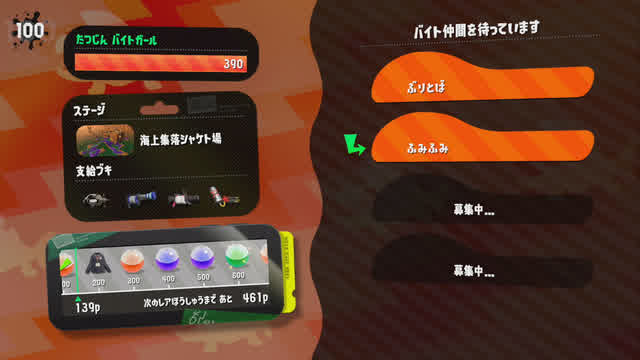 100
たつじん バイトガール
390
ステージ
海上集落シャケト場
支給ブキ
200
300
400
500
600
139p
次のレアほうしゅうまで あと 461p
バイト仲間を待っています
ぷりとぱ
ふみふみ
募集中...
募集中...